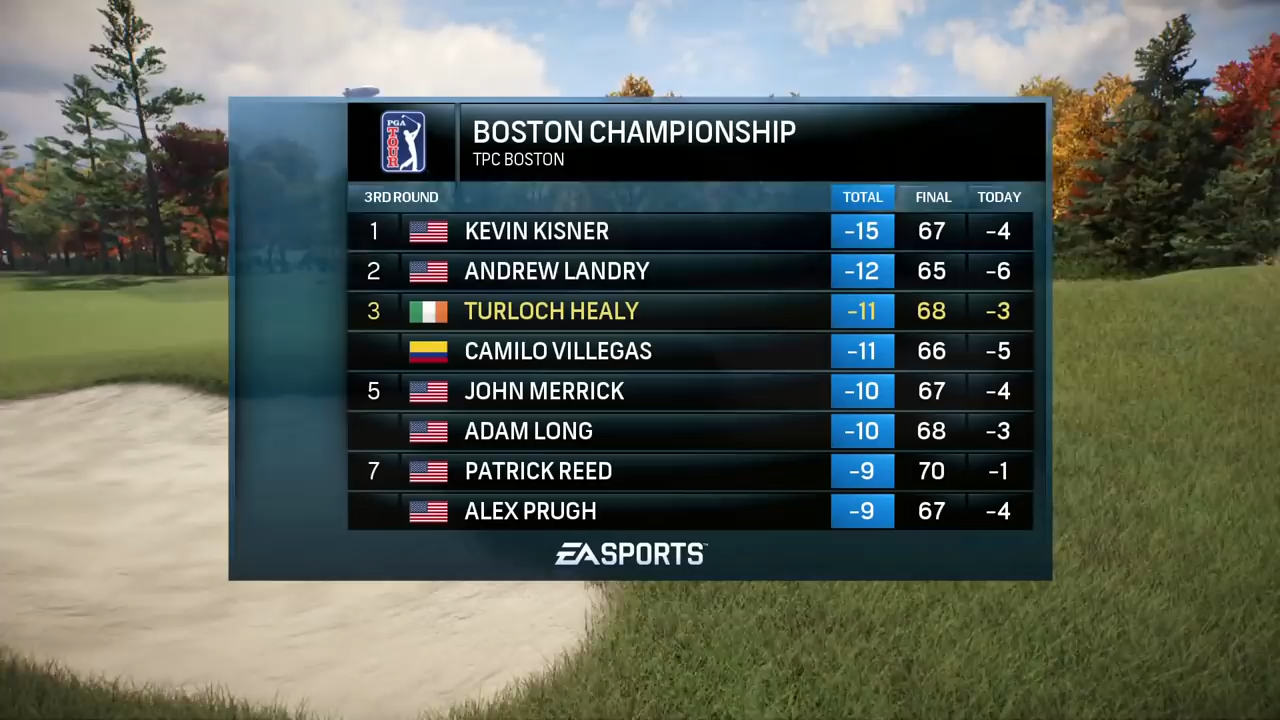 PGA TOUR
BOSTON CHAMPIONSHIP
TPC BOSTON
3RD ROUND TOTAL FINAL TODAY
1 KEVIN KISNER -15 67 -4
2 ANDREW LANDRY -12 65 -6
3 TURLOCH HEALY -11 68 -3
CAMILO VILLEGAS -11 66 -5
5 JOHN MERRICK -10 67 -4
ADAM LONG -10 68 -3
7 PATRICK REED -9 70 -1
ALEX PRUGH -9 67 -4
EA SPORTS™